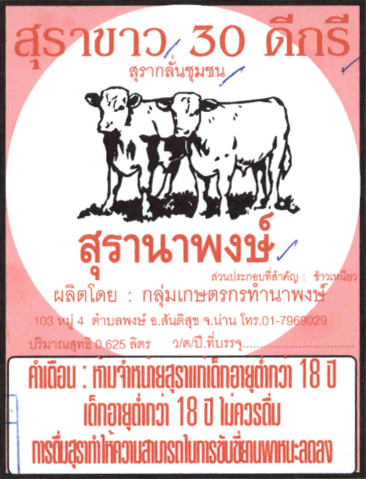 สุราขาว 30 ดีกรี
สุรากลั่นชุมชน
สุรานาพงษ์
ส่วนประกอบที่สำคัญ : ข้าวเหนียว
ผลิตโดย : กลุ่มเกษตรกรทำนาพงษ์
103 หมู่ 4 ตำบลพงษ์ อ.สันติสุข จ.น่าน โทร.01-7969029
ปริมาณสุทธิ 0.625 ลิตร ว/ด/ป.ที่บรรจุ....................
คำเตือน : ห้ามจำหน่ายสุราแก่เด็กอายุต่ำกว่า 18 ปี
เด็กอายุต่ำกว่า 18 ปี ไม่ควรดื่ม
การดื่มสุราทำให้ความสามารถในการขับขี่ยานพาหนะลดลง